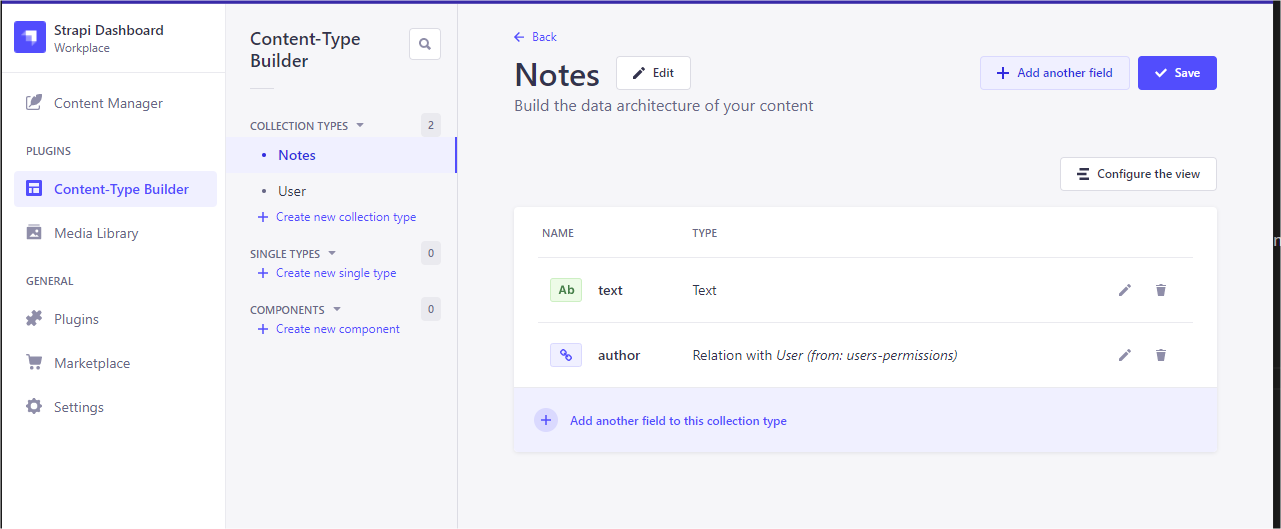 Strapi Dashboard
Workplace
Content Manager
PLUGINS
Content-Type Builder
Media Library
GENERAL
Plugins
Marketplace
Settings
Content-Type
Builder
COLLECTION TYPES 2
Notes
User
Create new collection type
SINGLE TYPES 0
Create new single type
COMPONENTS 0
Create new component
Back
Notes
Edit
Add another field
Save
Build the data architecture of your content
Configure the view
NAME TYPE
Ab text Text
author Relation with User (from: users-permissions)
Add another field to this collection type